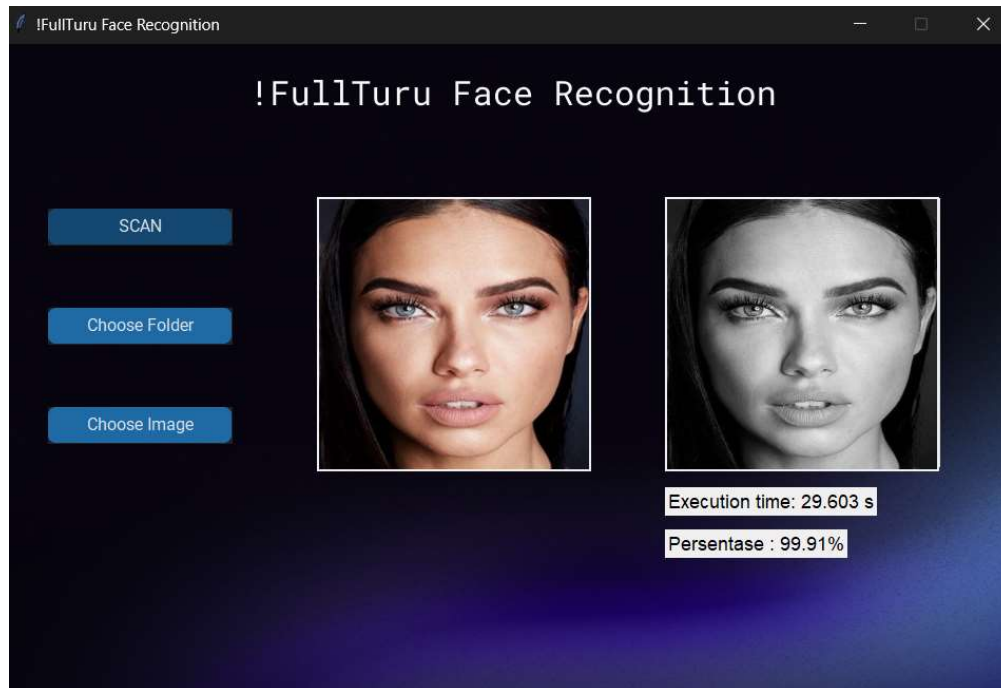 !FullTuru Face Recognition
!FullTuru Face Recognition
SCAN
Choose Folder
Choose Image
Execution time: 29.603 s
Persentase : 99.91%